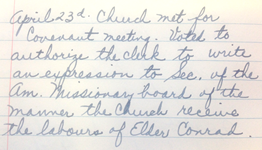 April 23d. Church met for
Covenant meeting. Voted to
authorize the clerk to write
an expression to Sec. of the
Am. Missionary board of the
manner the Church receive
the labours of Elder Conrad.